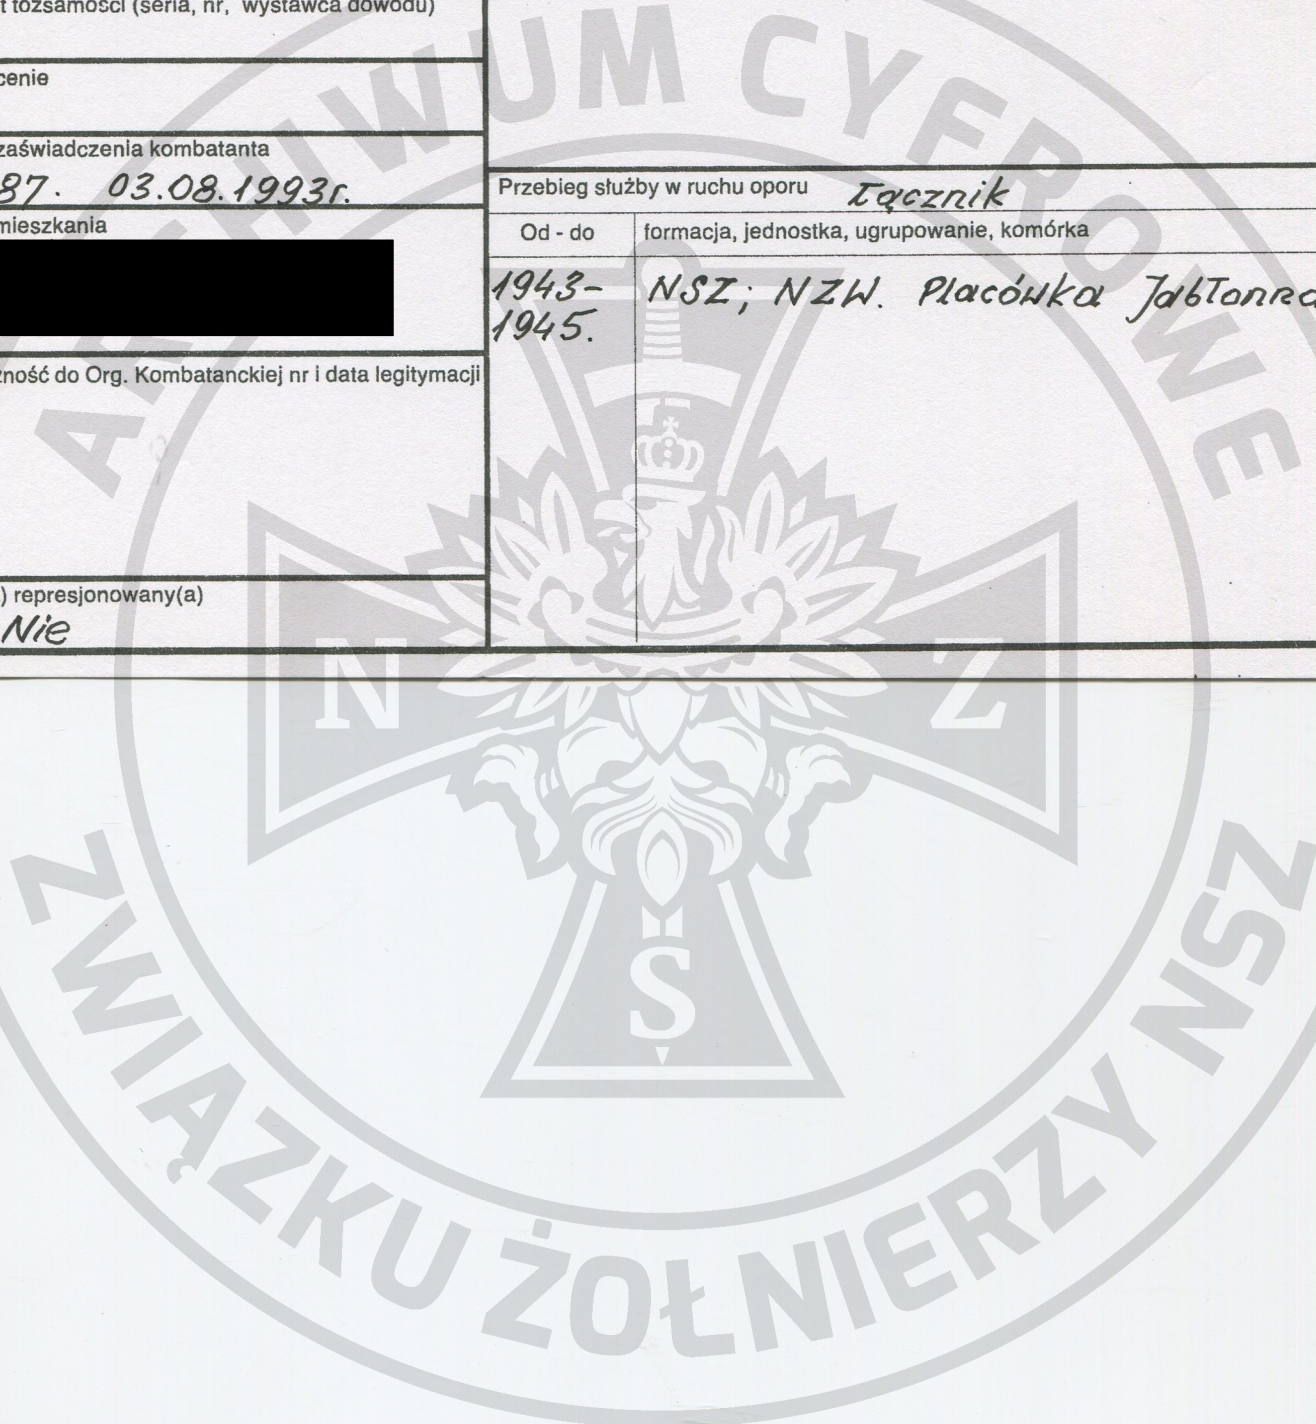 t tożsamości (seria, nr, wystawca dowodu)
cenie
zaświadczenia kombatanta
87. 03.08.1993r.
mieszkania
żność do Org. Kombatanckiej nr i data legitymacji
) represjonowany(a)
Nie
Przebieg służby w ruchu oporu Łącznik
Od - do formacja, jednostka, ugrupowanie, komórka
1943- NSZ; NZW. Placówka Jabłonna
1945.
ARCHIWUM CYFROWE
ZWIĄZKU ŻOŁNIERZY NSZ
N Z
S